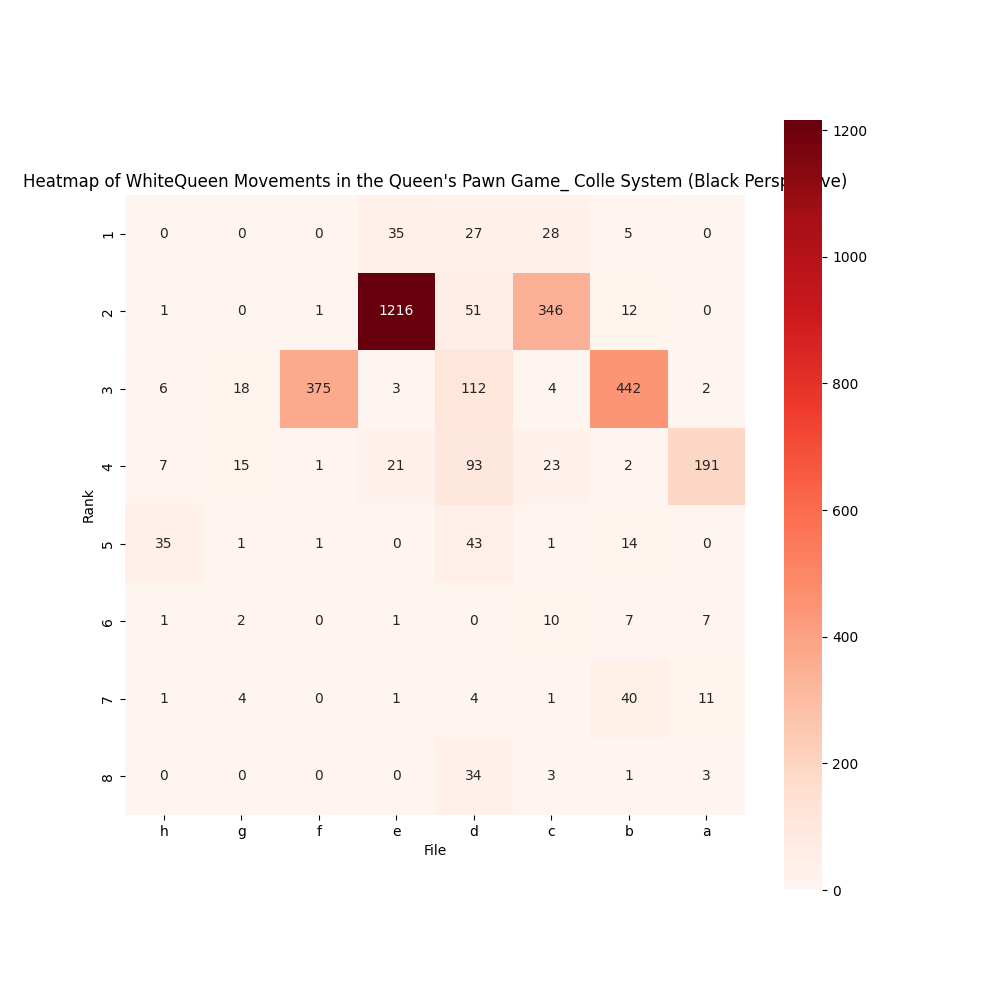 Heatmap of WhiteQueen Movements in the Queen's Pawn Game_ Colle System (Black Perspective)
Rank
1 0 0 0 35 27 28 5 0
2 1 0 1 1216 51 346 12 0
3 6 18 375 3 112 4 442 2
4 7 15 1 21 93 23 2 191
5 35 1 1 0 43 1 14 0
6 1 2 0 1 0 10 7 7
7 1 4 0 1 4 1 40 11
8 0 0 0 0 34 3 1 3
h g f e d c b a
File
1200
1000
800
600
400
200
0